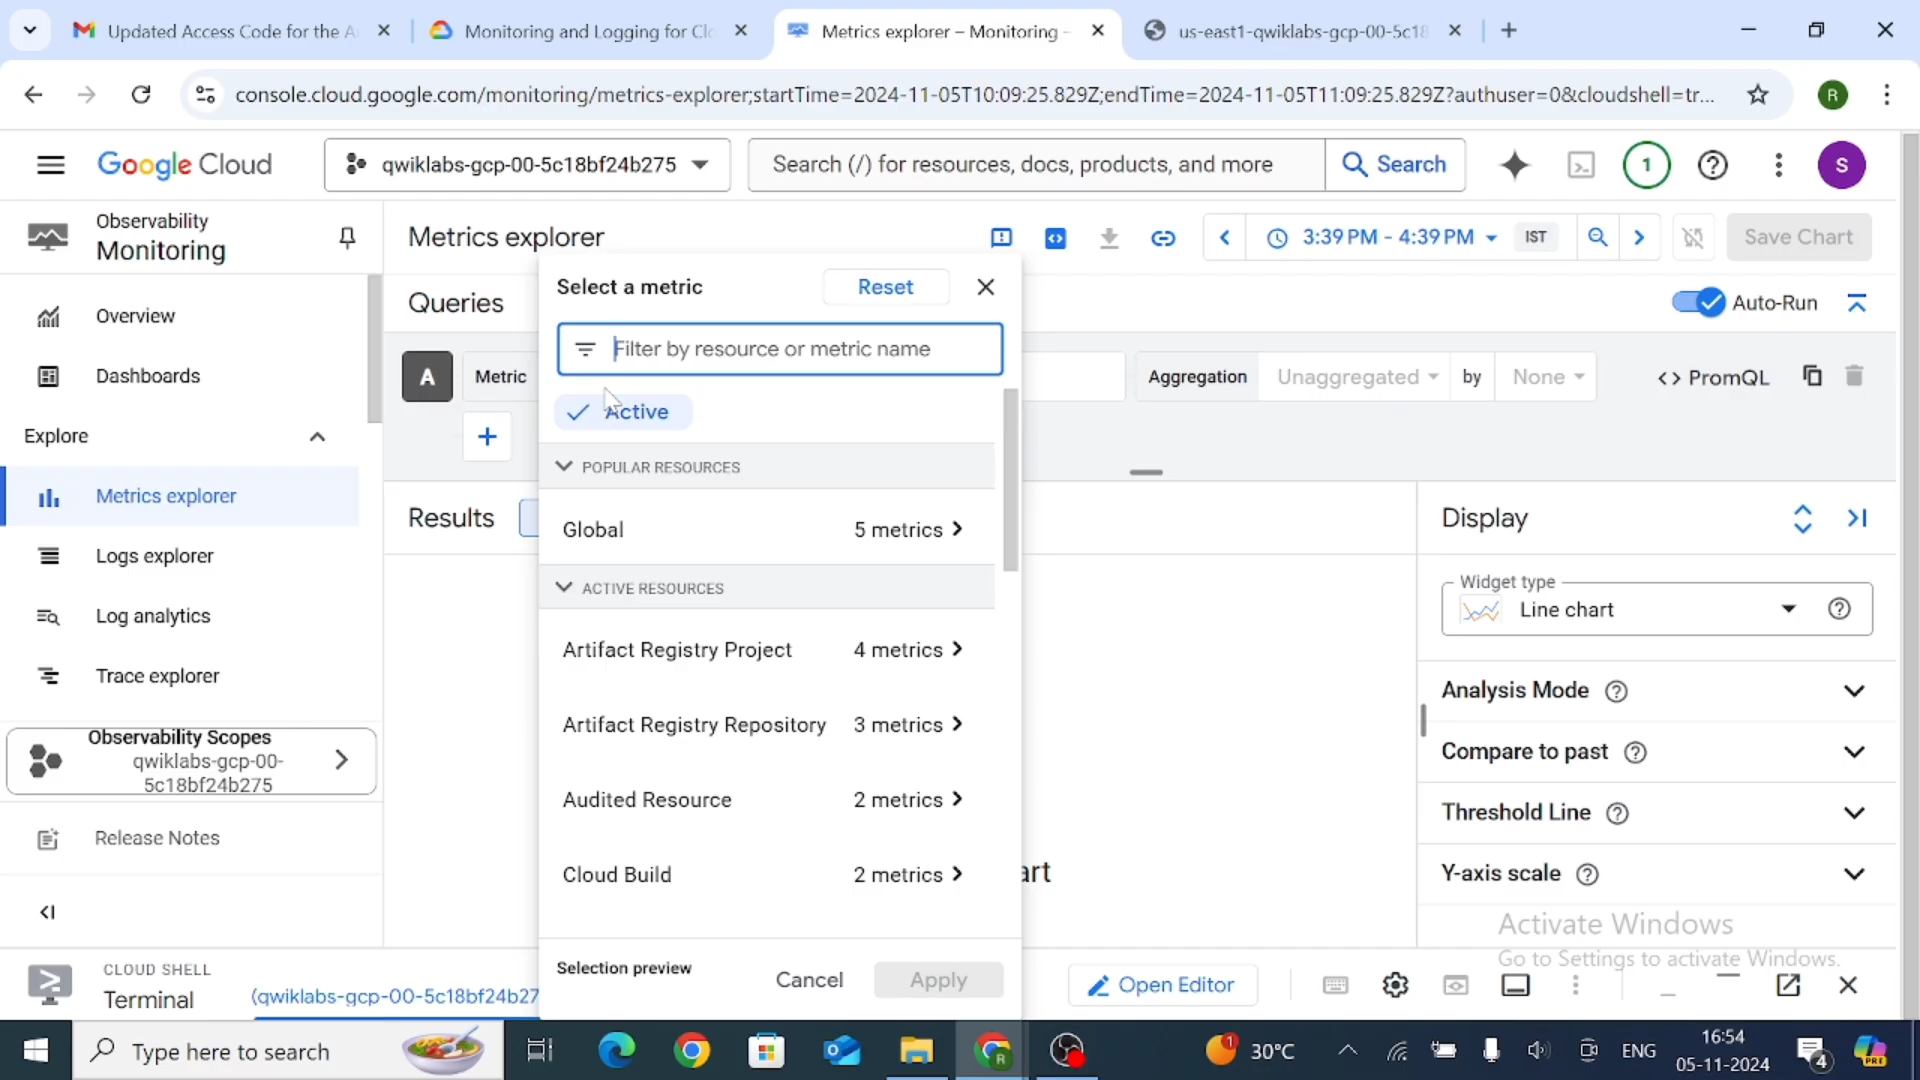 Updated Access Code for the A
Monitoring and Logging for Clo
Metrics explorer – Monitoring –
us-east1-qwiklabs-gcp-00-5c18
console.cloud.google.com/monitoring/metrics-explorer;startTime=2024-11-05T10:09:25.829Z;endTime=2024-11-05T11:09:25.829Z?authuser=0&cloudshell=tr...
R
Google Cloud
qwiklabs-gcp-00-5c18bf24b275
Search (/) for resources, docs, products, and more
Search
1
S
Observability
Monitoring
Metrics explorer
3:39 PM - 4:39 PM
IST
Save Chart
Overview
Dashboards
Explore
Metrics explorer
Logs explorer
Log analytics
Trace explorer
Observability Scopes
qwiklabs-gcp-00-
5c18bf24b275
Release Notes
Queries
Auto-Run
A
Metric
Aggregation
Unaggregated
by
None
<> PromQL
Select a metric
Reset
Filter by resource or metric name
Active
POPULAR RESOURCES
Global
5 metrics
ACTIVE RESOURCES
Artifact Registry Project
4 metrics
Artifact Registry Repository
3 metrics
Audited Resource
2 metrics
Cloud Build
2 metrics
Selection preview
Cancel
Apply
Results
art
Display
Widget type
Line chart
Analysis Mode
Compare to past
Threshold Line
Y-axis scale
Activate Windows
Go to Settings to activate Windows.
CLOUD SHELL
Terminal
(qwiklabs-gcp-00-5c18bf24b27
Open Editor
Type here to search
R
1
30°C
ENG
16:54
05-11-2024
4
PRE